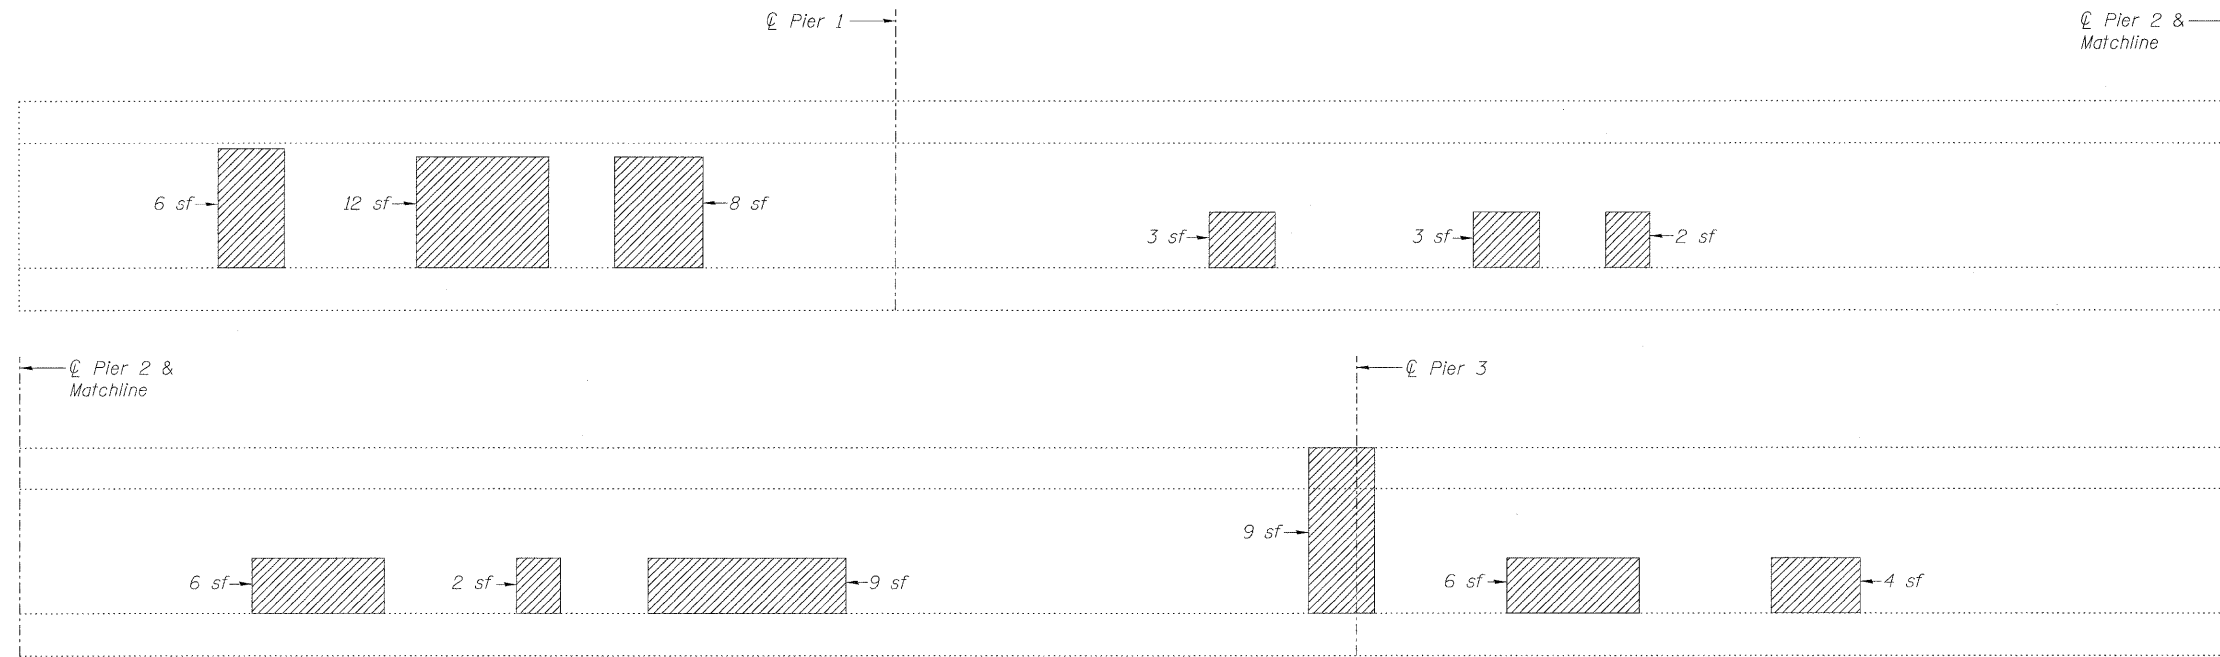 ℄ Pier 1
℄ Pier 2 &
Matchline
6 sf
12 sf
8 sf
3 sf
3 sf
2 sf
℄ Pier 2 &
Matchline
℄ Pier 3
6 sf
2 sf
9 sf
9 sf
6 sf
4 sf